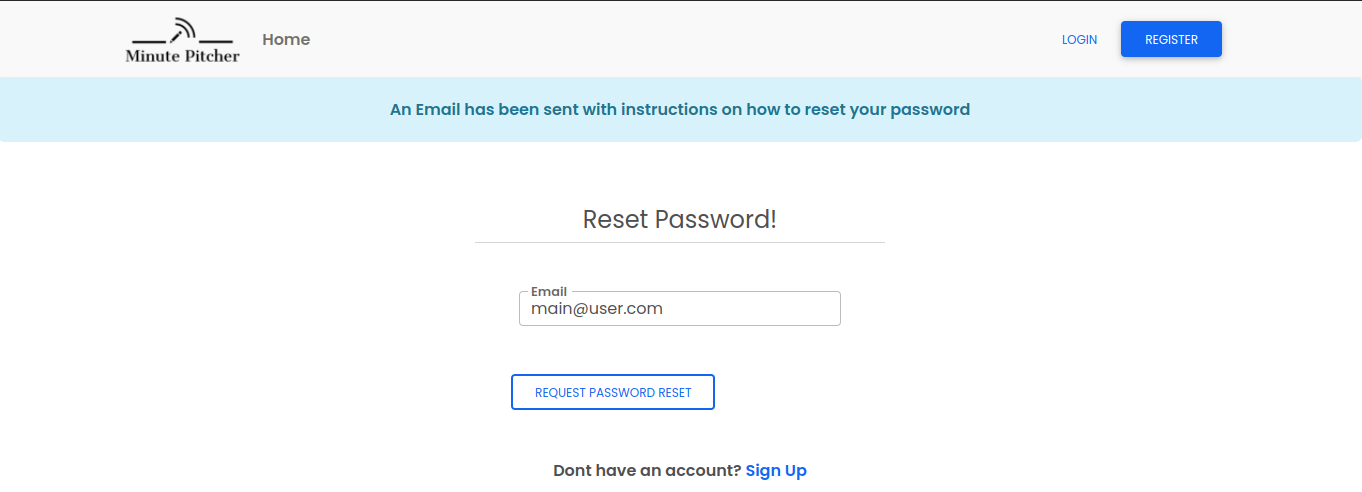 Minute Pitcher
Home
LOGIN
REGISTER
An Email has been sent with instructions on how to reset your password
Reset Password!
Email
main@user.com
REQUEST PASSWORD RESET
Dont have an account? Sign Up